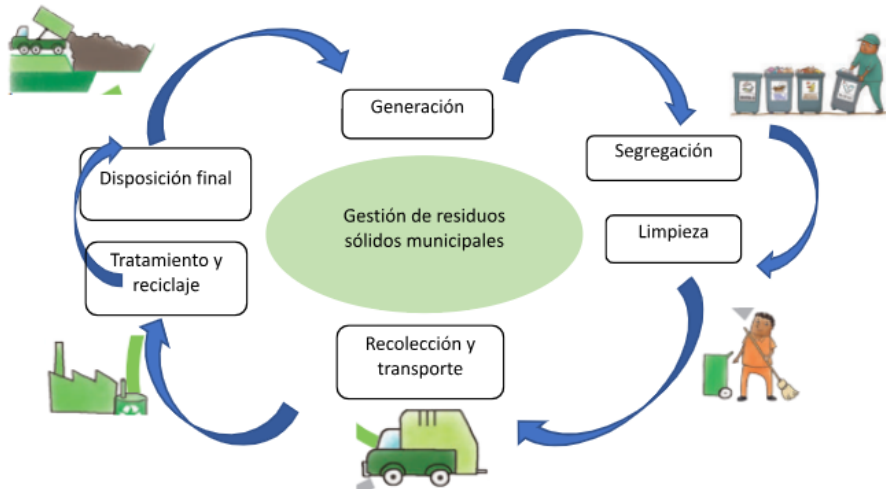 Generación
Segregación
Disposición final
Gestión de residuos
sólidos municipales
Limpieza
Tratamiento y
reciclaje
Recolección y
transporte